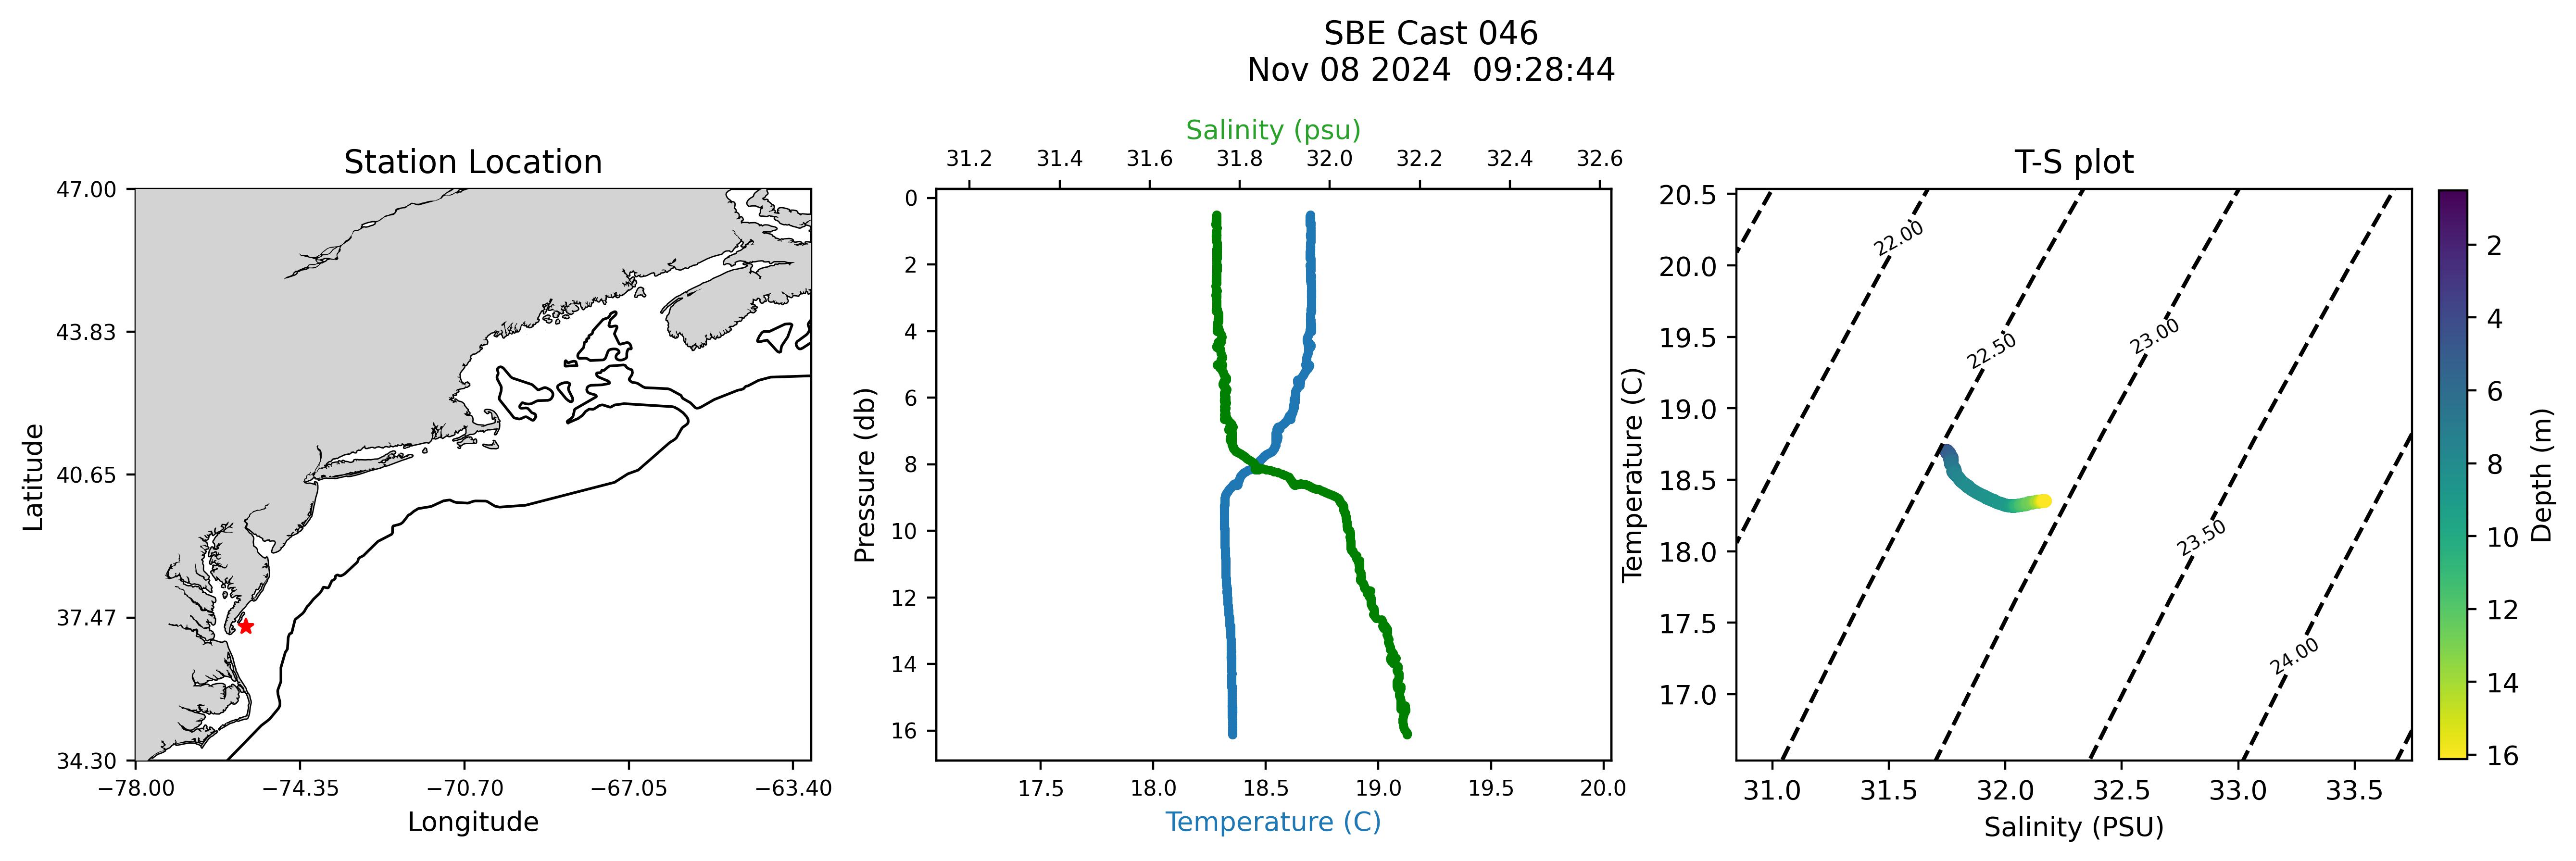 SBE Cast 046
Nov 08 2024  09:28:44
Station Location
47.00
43.83
40.65
37.47
34.30
Latitude
−78.00 −74.35 −70.70 −67.05 −63.40
Longitude
Salinity (psu)
31.2 31.4 31.6 31.8 32.0 32.2 32.4 32.6
0
2
4
6
8
10
12
14
16
Pressure (db)
17.5 18.0 18.5 19.0 19.5 20.0
Temperature (C)
T-S plot
20.5
20.0
19.5
19.0
18.5
18.0
17.5
17.0
Temperature (C)
22.00
22.50
23.00
23.50
24.00
31.0 31.5 32.0 32.5 33.0 33.5
Salinity (PSU)
2
4
6
8
10
12
14
16
Depth (m)